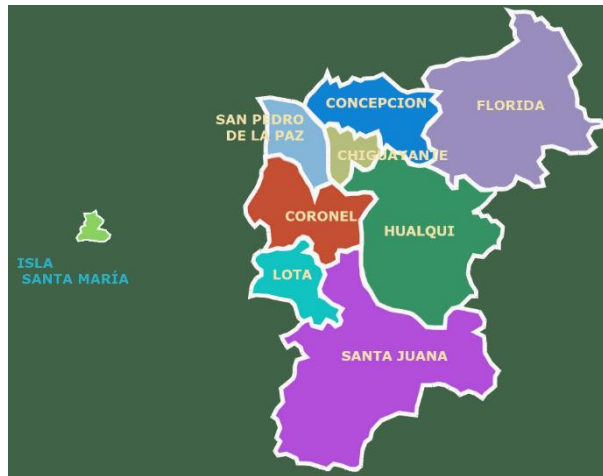 CONCEPCION
FLORIDA
SAN PEDRO
DE LA PAZ
CHIGUAYANTE
CORONEL
HUALQUI
ISLA
SANTA MARÍA
LOTA
SANTA JUANA